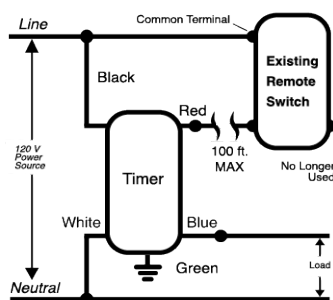 Line
Common Terminal
Existing
Remote
Switch
Black
Red
120 V
Power
Source
100 ft.
MAX
No Longer
Used
Timer
White
Blue
Load
Green
Neutral